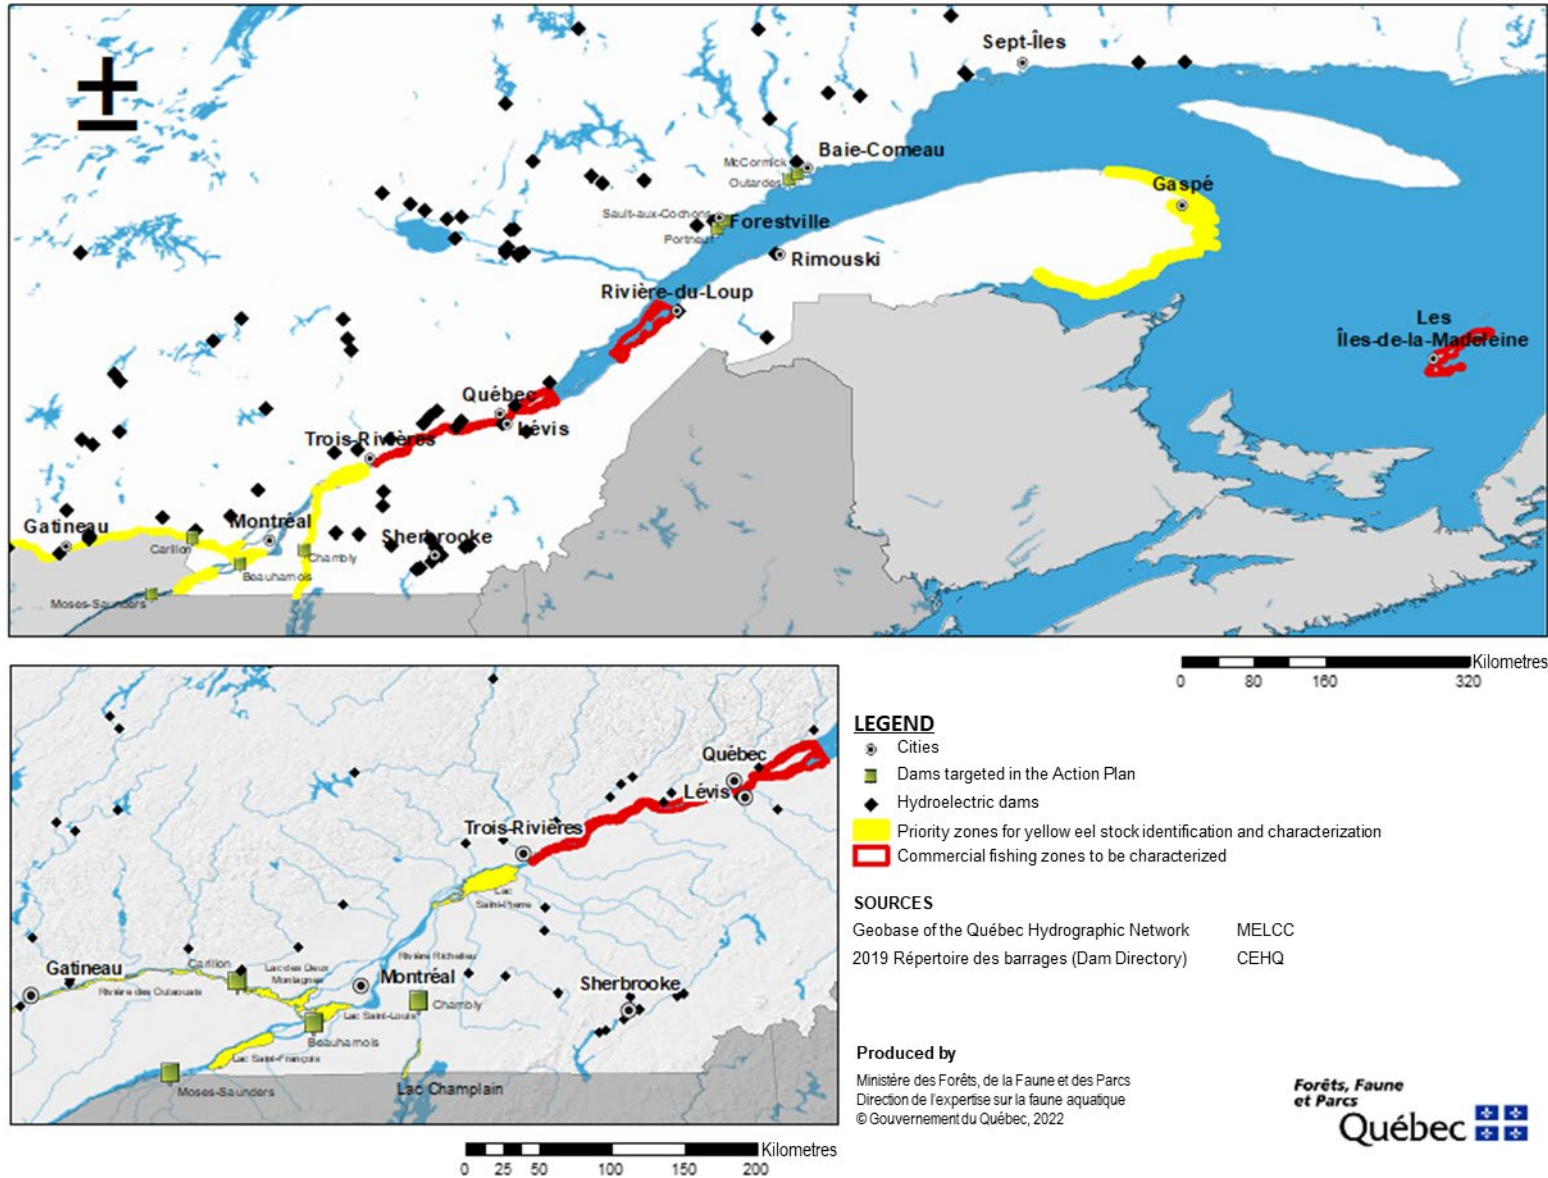 Sept-Îles
Baie-Comeau
McCormick
Outardes
Gaspé
Sault-aux-Cochons
Forestville
Portneuf
Rimouski
Rivière-du-Loup
Les
Îles-de-la-Madeleine
Québec
Lévis
Trois-Rivières
Gatineau
Montréal
Sherbrooke
Carillon
Chambly
Beauharnois
Moses-Saunders
Kilometres
0 80 160 320
Québec
Lévis
Trois-Rivières
Lac
Saint-Pierre
Rivière Richelieu
Gatineau
Carillon
Lac des Deux
Montagnes
Montréal
Sherbrooke
Rivière des Outaouais
Chambly
Lac Saint-Louis
Beauharnois
Lac Saint-François
Moses-Saunders
Lac Champlain
Kilometres
0 25 50 100 150 200
LEGEND
Cities
Dams targeted in the Action Plan
Hydroelectric dams
Priority zones for yellow eel stock identification and characterization
Commercial fishing zones to be characterized
SOURCES
Geobase of the Québec Hydrographic Network MELCC
2019 Répertoire des barrages (Dam Directory) CEHQ
Produced by
Ministère des Forêts, de la Faune et des Parcs
Direction de l'expertise sur la faune aquatique
© Gouvernement du Québec, 2022
Forêts, Faune
et Parcs
Québec